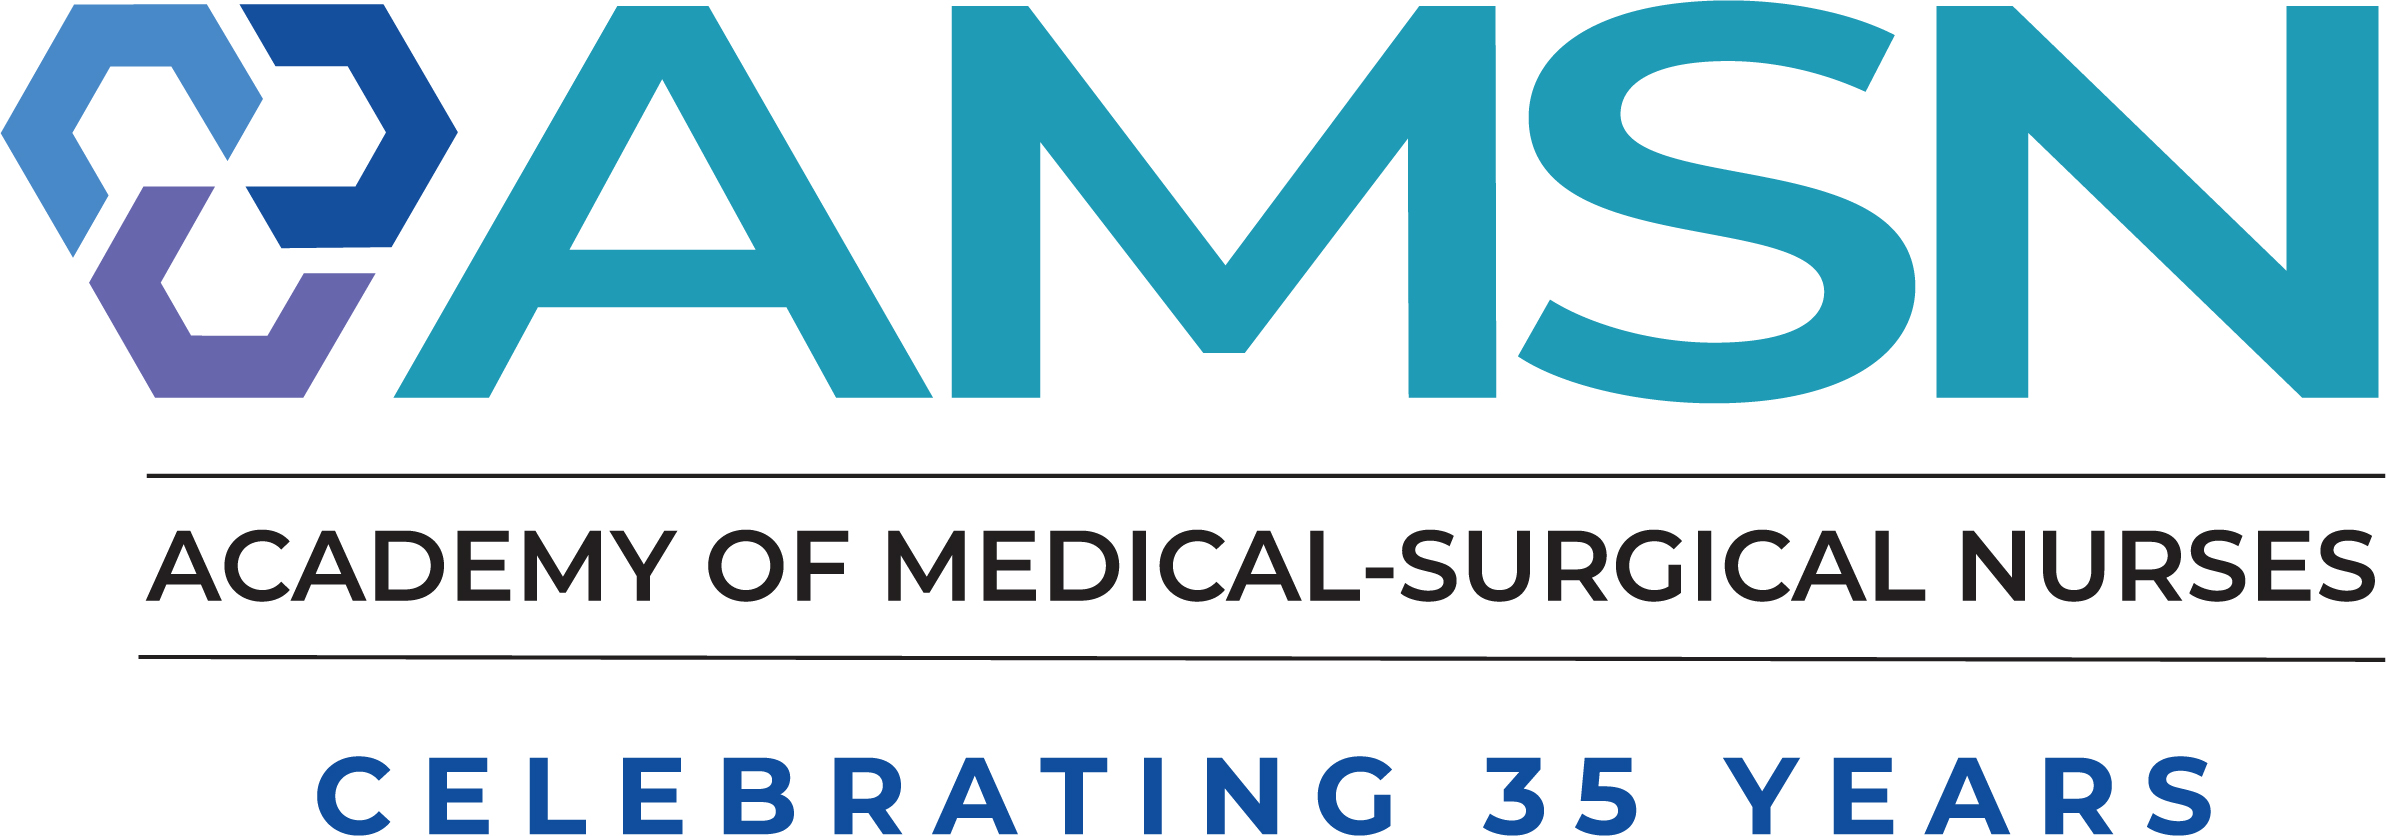 AMSN
ACADEMY OF MEDICAL-SURGICAL NURSES
CELEBRATING 35 YEARS